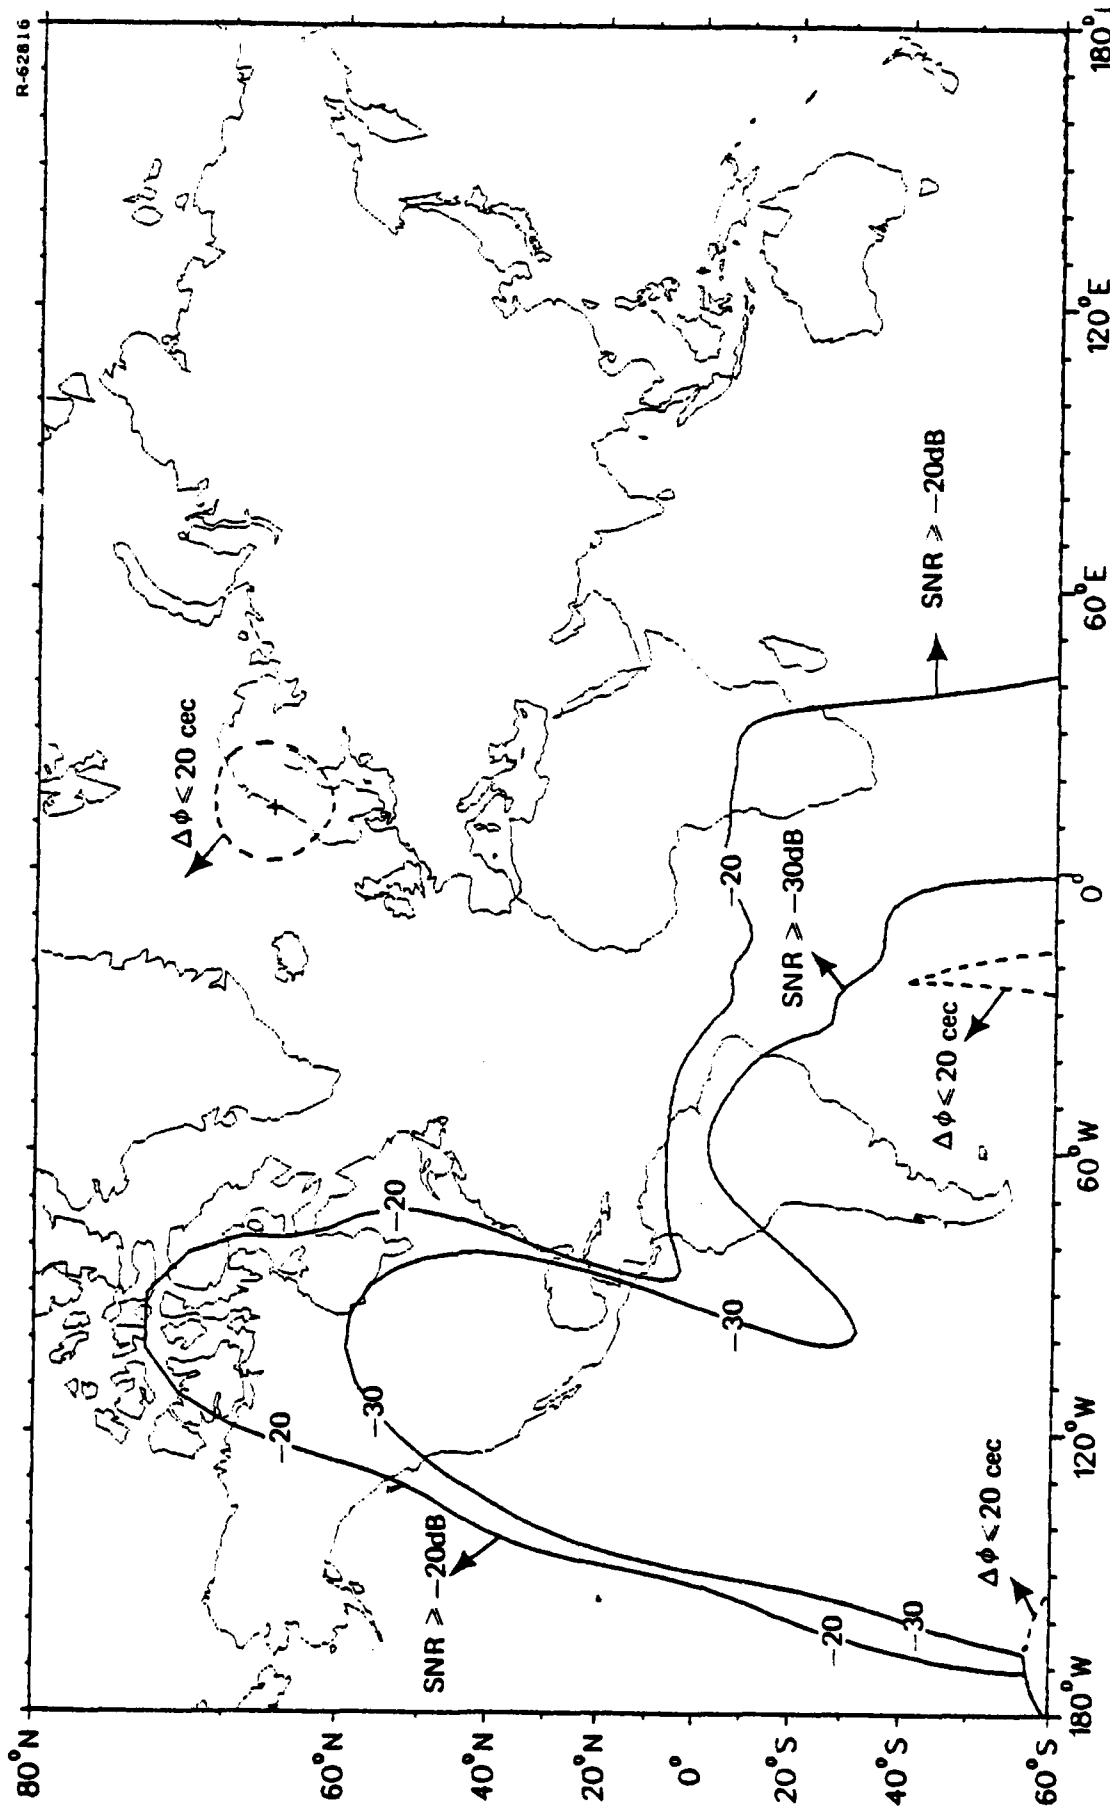 R-62816
80°N
60°N
40°N
20°N
0°
20°S
40°S
60°S
180°W
120°W
60°W
0°
60°E
120°E
180°
Δϕ < 20 cec
-20
-20
-30
SNR ⩾ -20dB
-30
-20
SNR ⩾ -30dB
SNR ⩾ -20dB
Δϕ < 20 cec
-20
-30
Δϕ < 20 cec